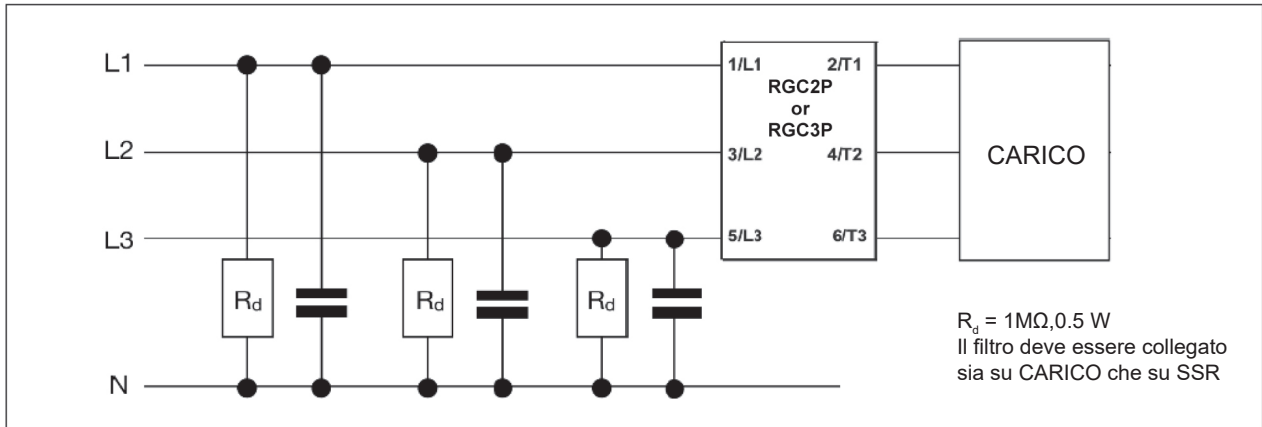 L1
1/L1 2/T1
RGC2P
or
RGC3P
L2
3/L2 4/T2
CARICO
L3
5/L3 6/T3
Rd Rd Rd
Rd = 1MΩ,0.5 W
Il filtro deve essere collegato
sia su CARICO che su SSR
N